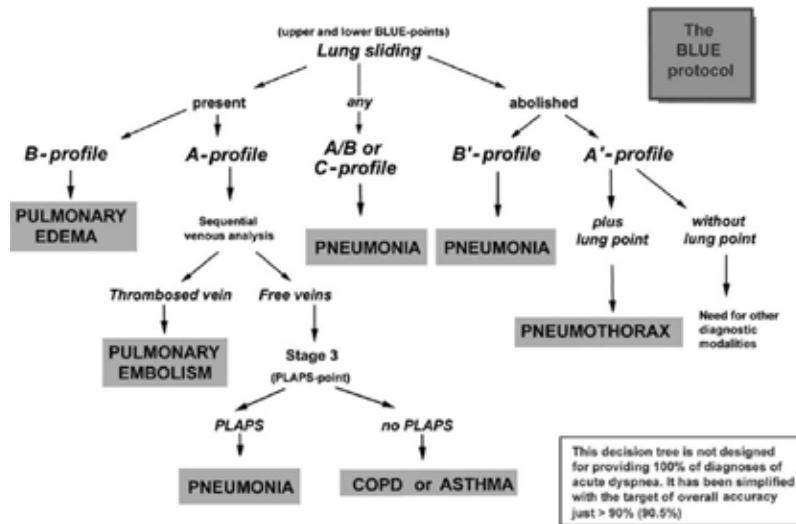 (upper and lower BLUE-points)
Lung sliding
The
BLUE
protocol
present
any
abolished
B-profile
A-profile
A/B or
C-profile
B'-profile
A'-profile
PULMONARY
EDEMA
Sequential
venous analysis
PNEUMONIA
PNEUMONIA
plus
lung point
without
lung point
Thrombosed vein
Free veins
PNEUMOTHORAX
Need for other
diagnostic
modalities
PULMONARY
EMBOLISM
Stage 3
(PLAPS-point)
PLAPS
no PLAPS
PNEUMONIA
COPD or ASTHMA
This decision tree is not designed
for providing 100% of diagnoses of
acute dyspnea. It has been simplified
with the target of overall accuracy
just > 90% (90.5%)